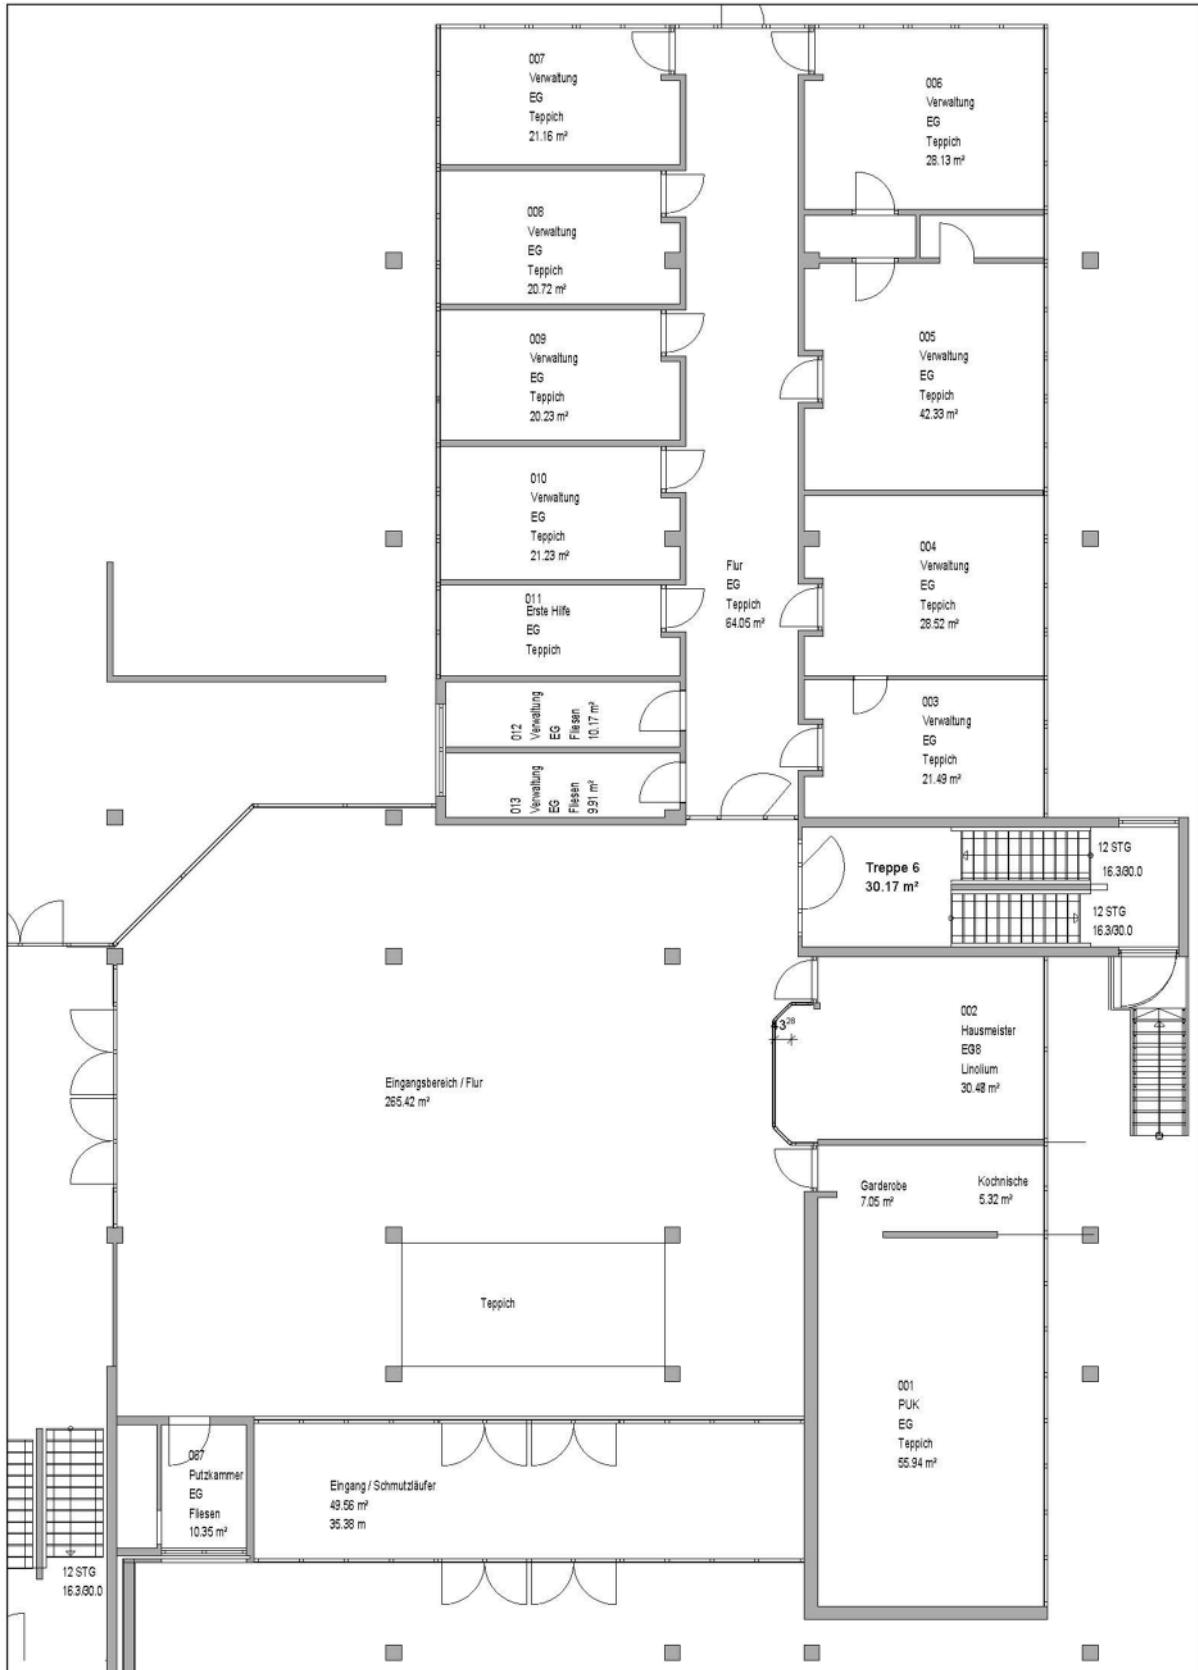 007
Verwaltung
EG
Teppich
21.16 m²
006
Verwaltung
EG
Teppich
28.13 m²
008
Verwaltung
EG
Teppich
20.72 m²
009
Verwaltung
EG
Teppich
20.23 m²
005
Verwaltung
EG
Teppich
42.33 m²
010
Verwaltung
EG
Teppich
21.23 m²
004
Verwaltung
EG
Teppich
28.52 m²
Flur
EG
Teppich
64.05 m²
011
Erste Hilfe
EG
Teppich
012
Verwaltung
EG
Fliesen
10.17 m²
003
Verwaltung
EG
Teppich
21.49 m²
013
Verwaltung
EG
Fliesen
9.91 m²
Treppe 6
30.17 m²
12 STG
16.3/30.0
12 STG
16.3/30.0
002
Hausmeister
EG8
Linolium
30.48 m²
43²⁸
Eingangsbereich / Flur
265.42 m²
Garderobe
7.05 m²
Kochnische
5.32 m²
Teppich
001
PUK
EG
Teppich
55.94 m²
067
Putzkammer
EG
Fliesen
10.35 m²
Eingang / Schmutzläufer
49.56 m²
35.38 m
12 STG
16.3/30.0